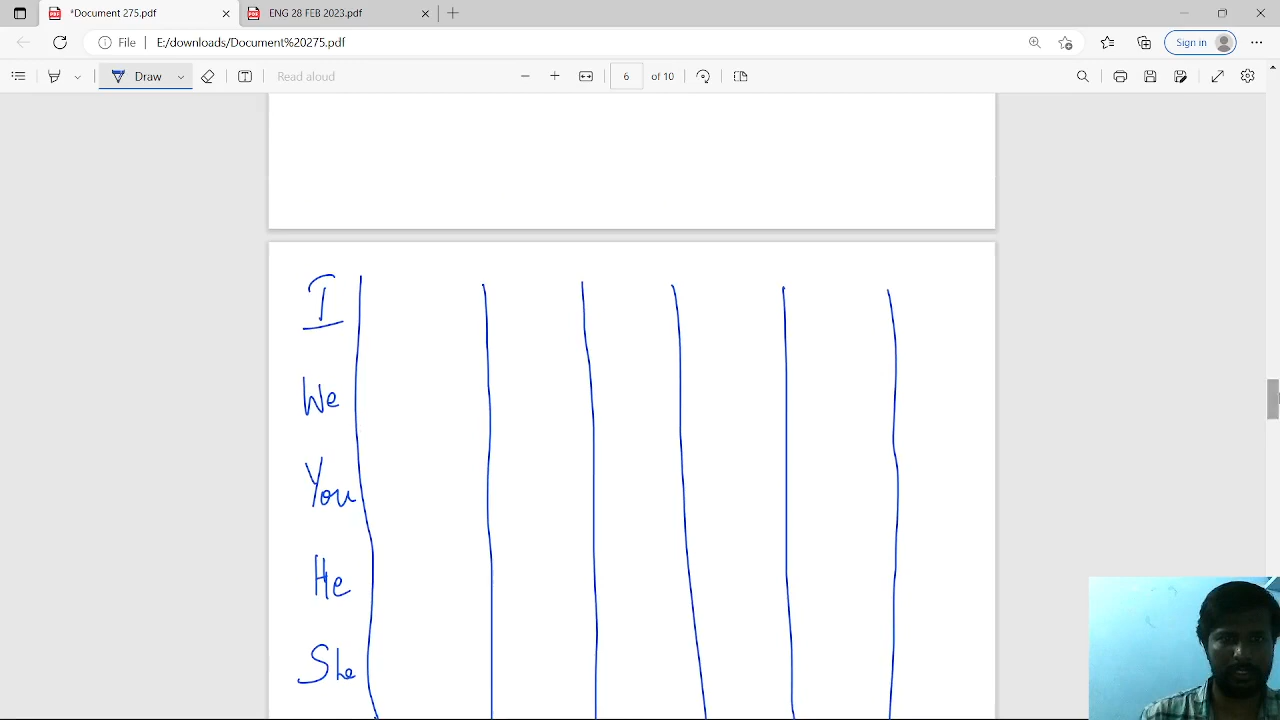 *Document 275.pdf
ENG 28 FEB 2023.pdf
File E:/downloads/Document%20275.pdf
Sign in
Draw
Read aloud
6 of 10
I
We
You
He
She